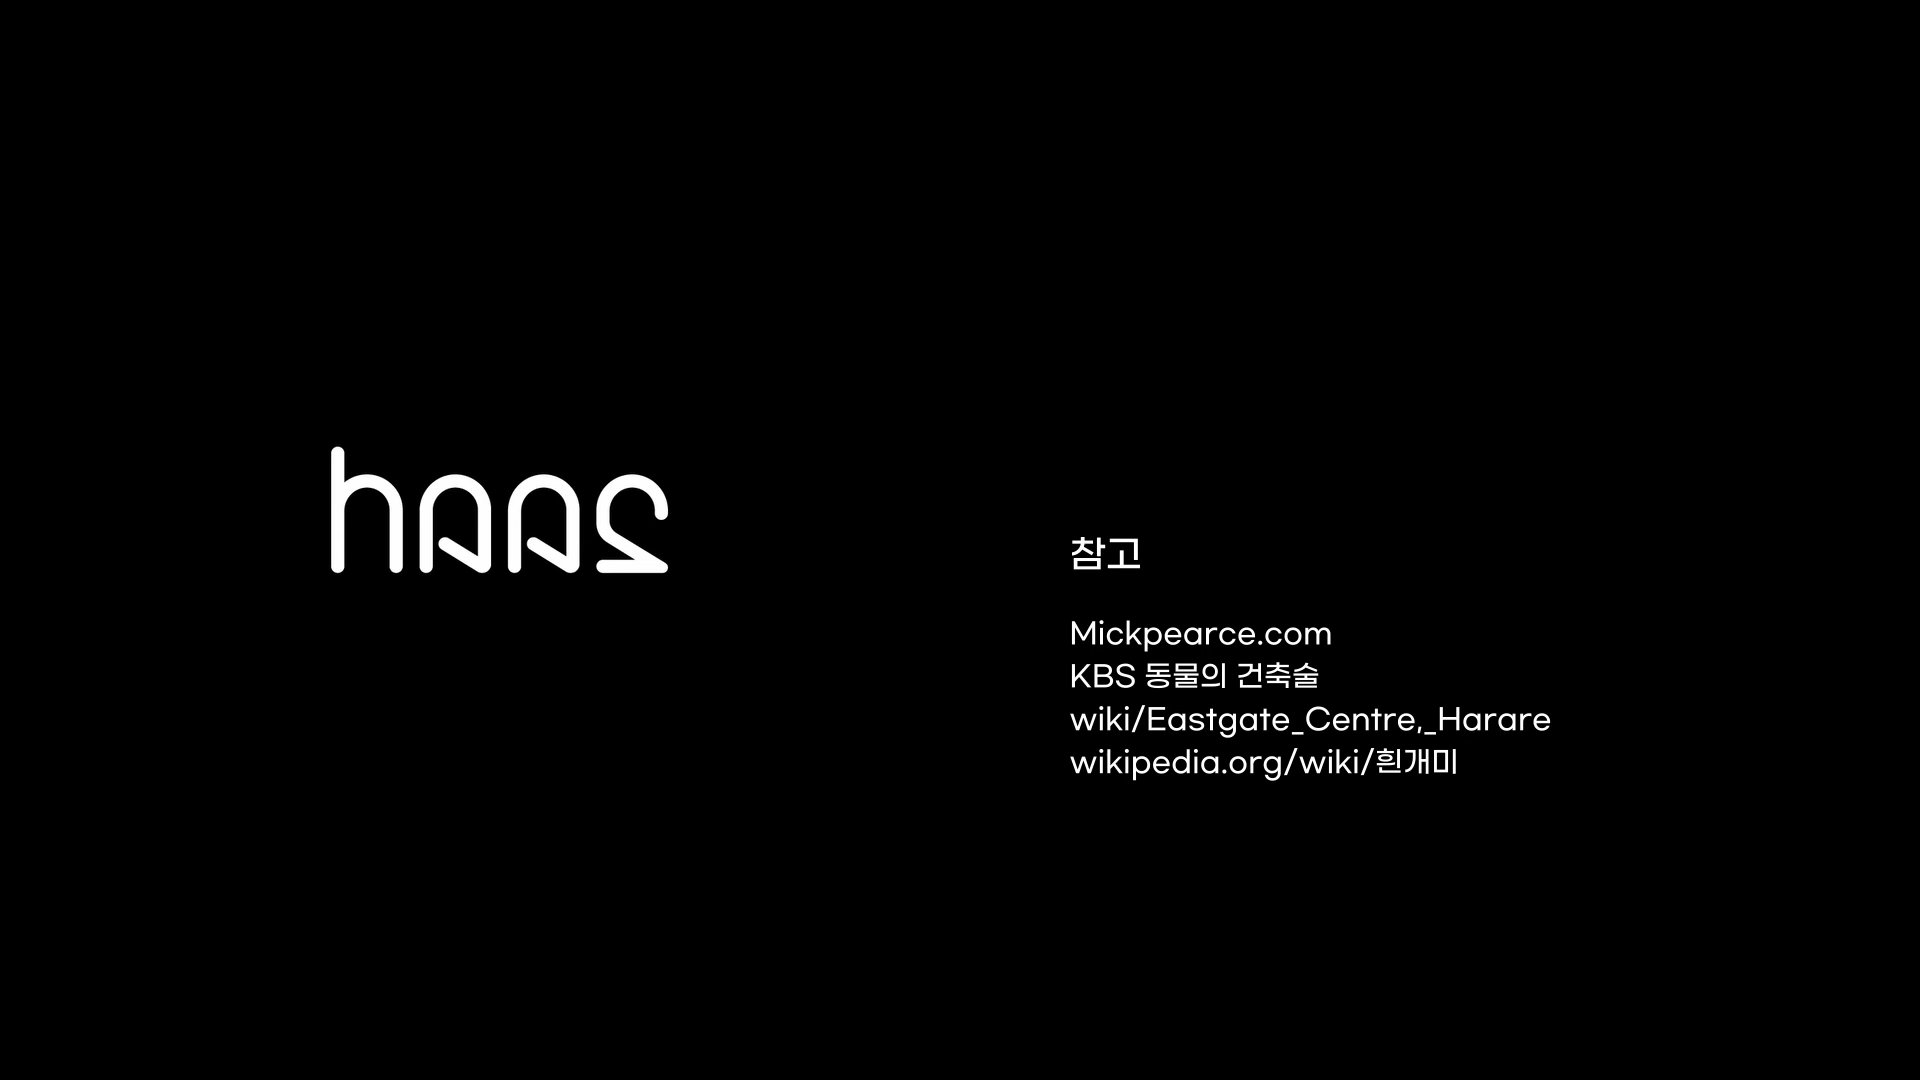 haas
참고
Mickpearce.com
KBS 동물의 건축술
wiki/Eastgate_Centre,_Harare
wikipedia.org/wiki/흰개미